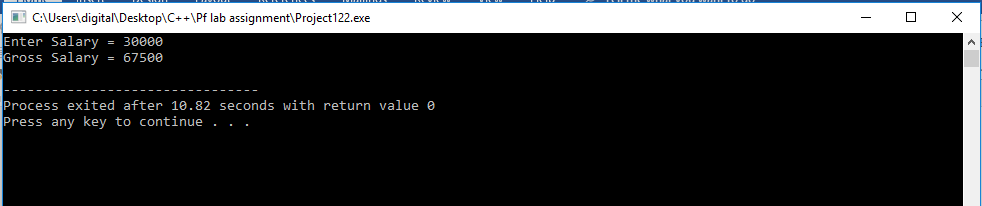 C:\Users\digital\Desktop\C++\Pf lab assignment\Project122.exe
Enter Salary = 30000
Gross Salary = 67500
--------------------------------
Process exited after 10.82 seconds with return value 0
Press any key to continue . . .